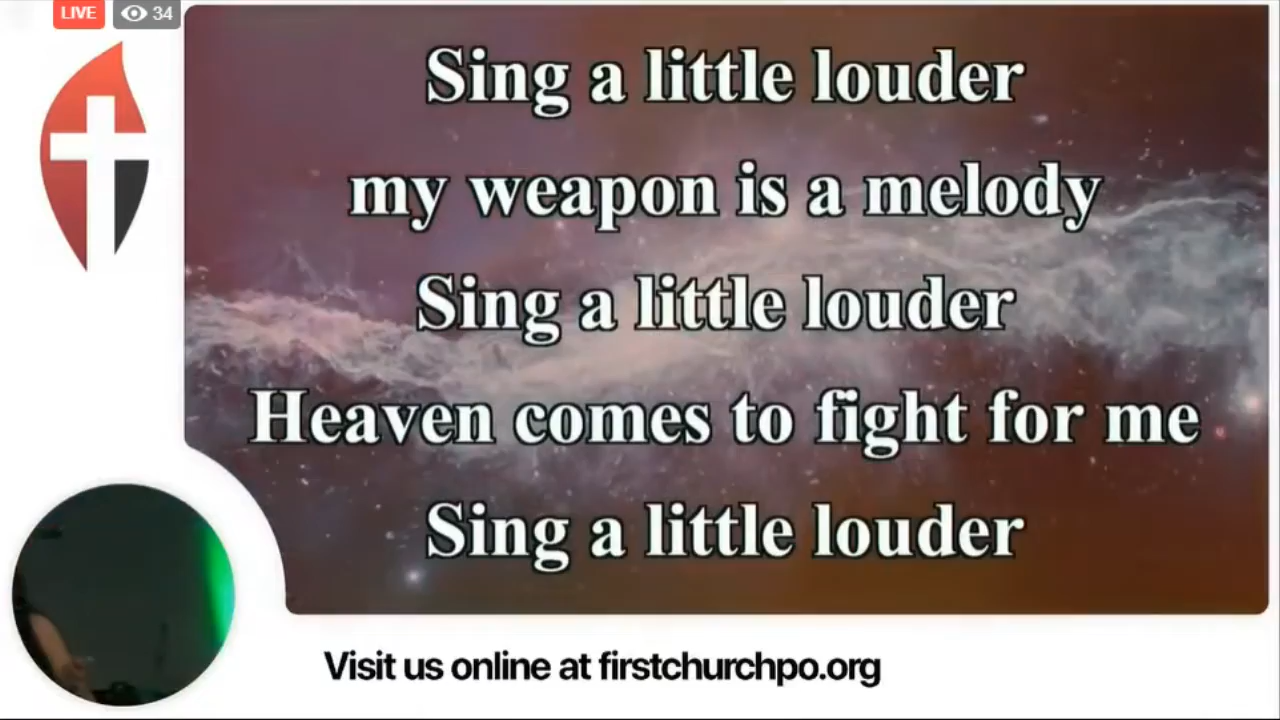 LIVE 34
Sing a little louder
my weapon is a melody
Sing a little louder
Heaven comes to fight for me
Sing a little louder
Visit us online at firstchurchpo.org